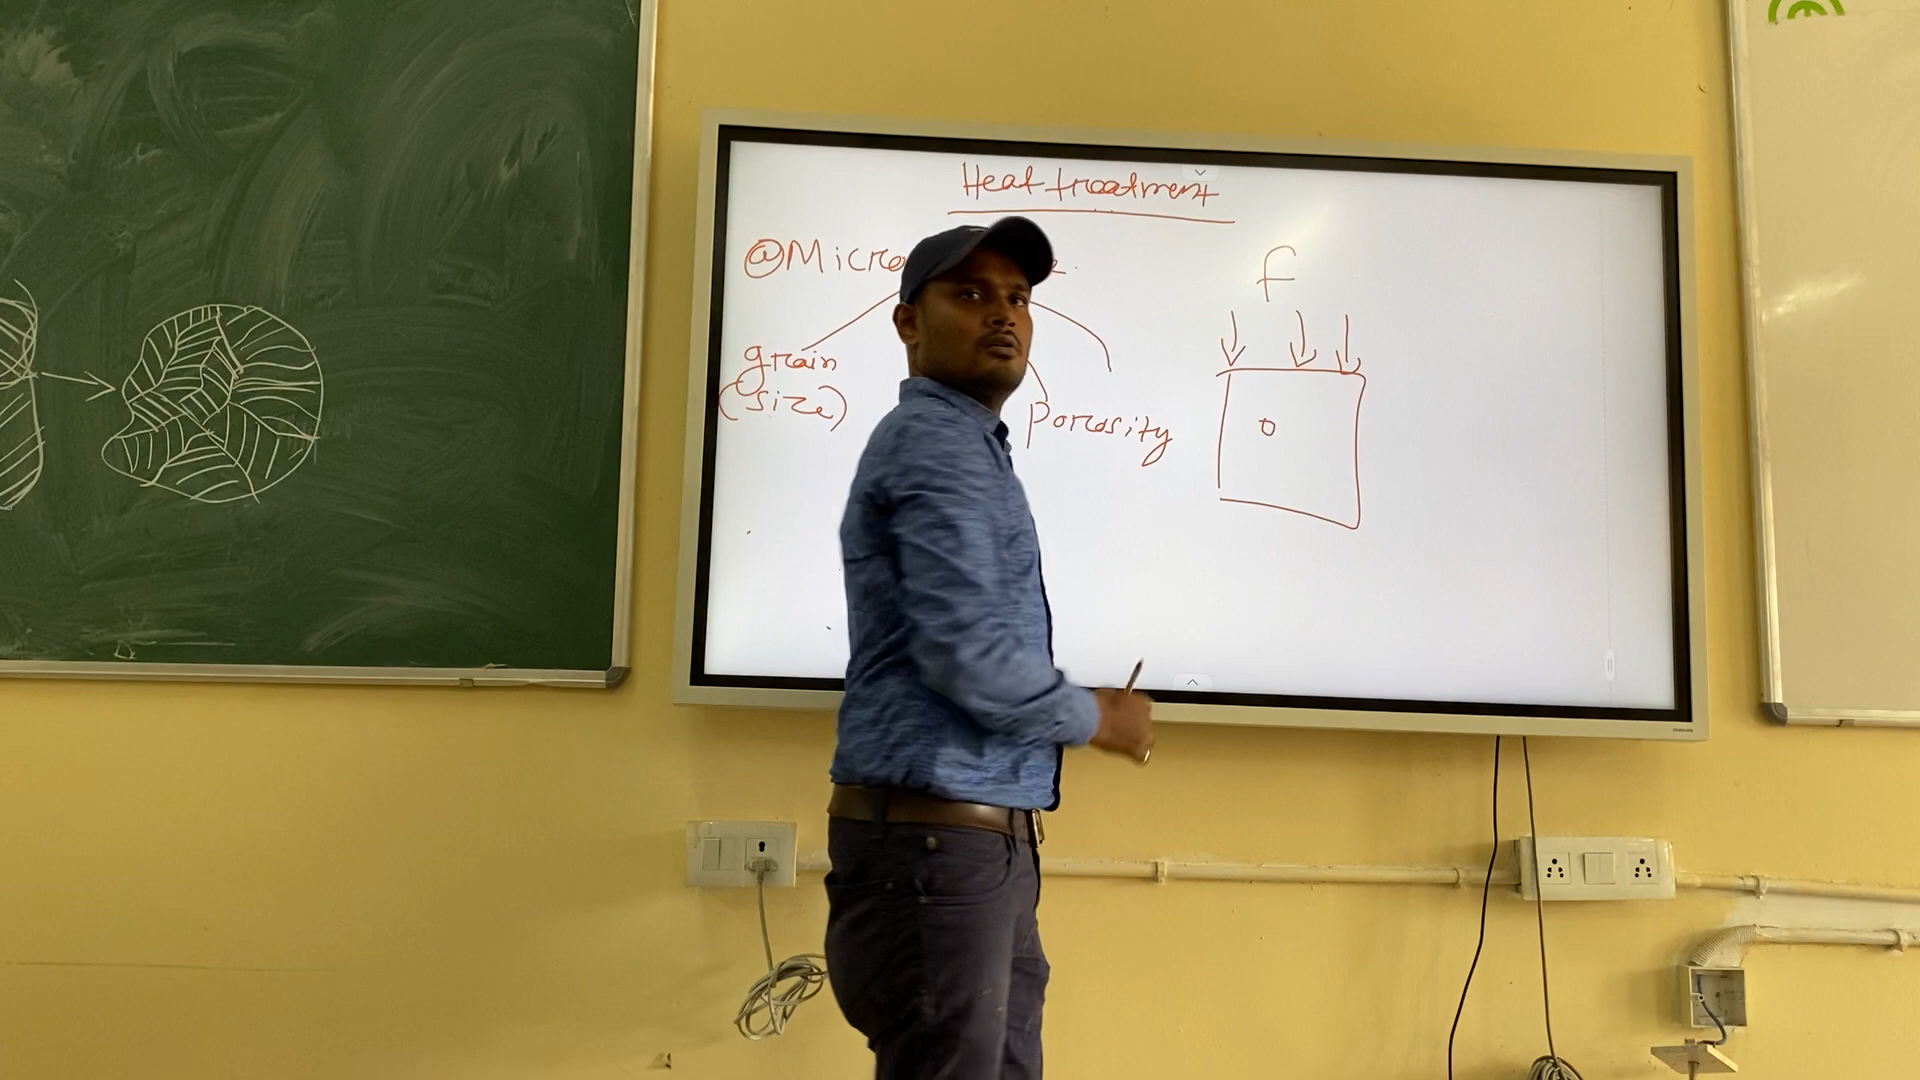 Heat treatment
@Micro
f
grain
(size)
Porosity